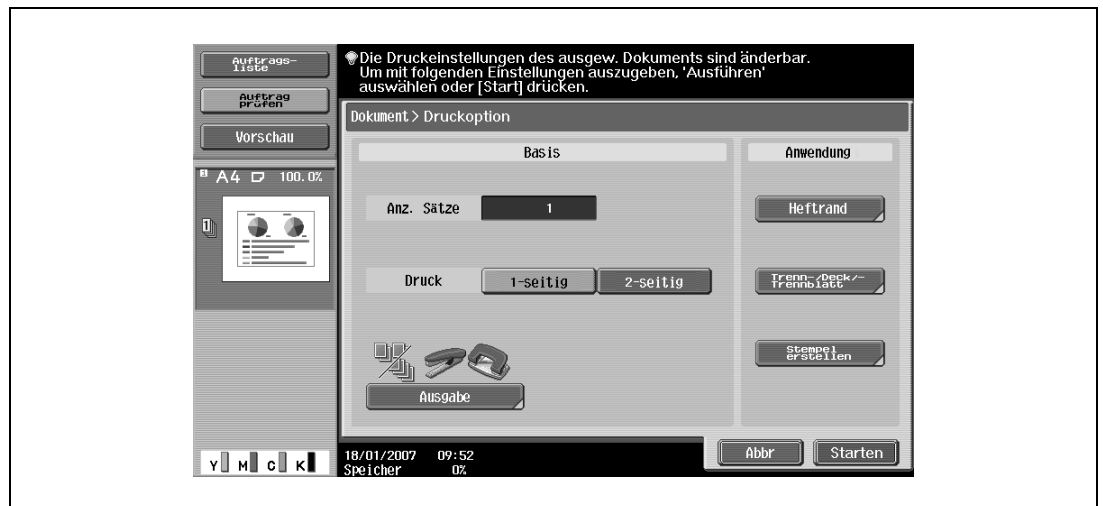 Auftrags-
liste
Auftrag
prüfen
Vorschau
A4 100.0%
1
Die Druckeinstellungen des ausgew. Dokuments sind änderbar.
Um mit folgenden Einstellungen auszugeben, 'Ausführen'
auswählen oder [Start] drücken.
Dokument > Druckoption
Basis
Anwendung
Anz. Sätze 1
Heftrand
Druck 1-seitig 2-seitig
Trenn-/Deck/-
Trennblatt
Stempel
erstellen
Ausgabe
Y M C K
18/01/2007 09:52
Speicher 0%
Abbr Starten